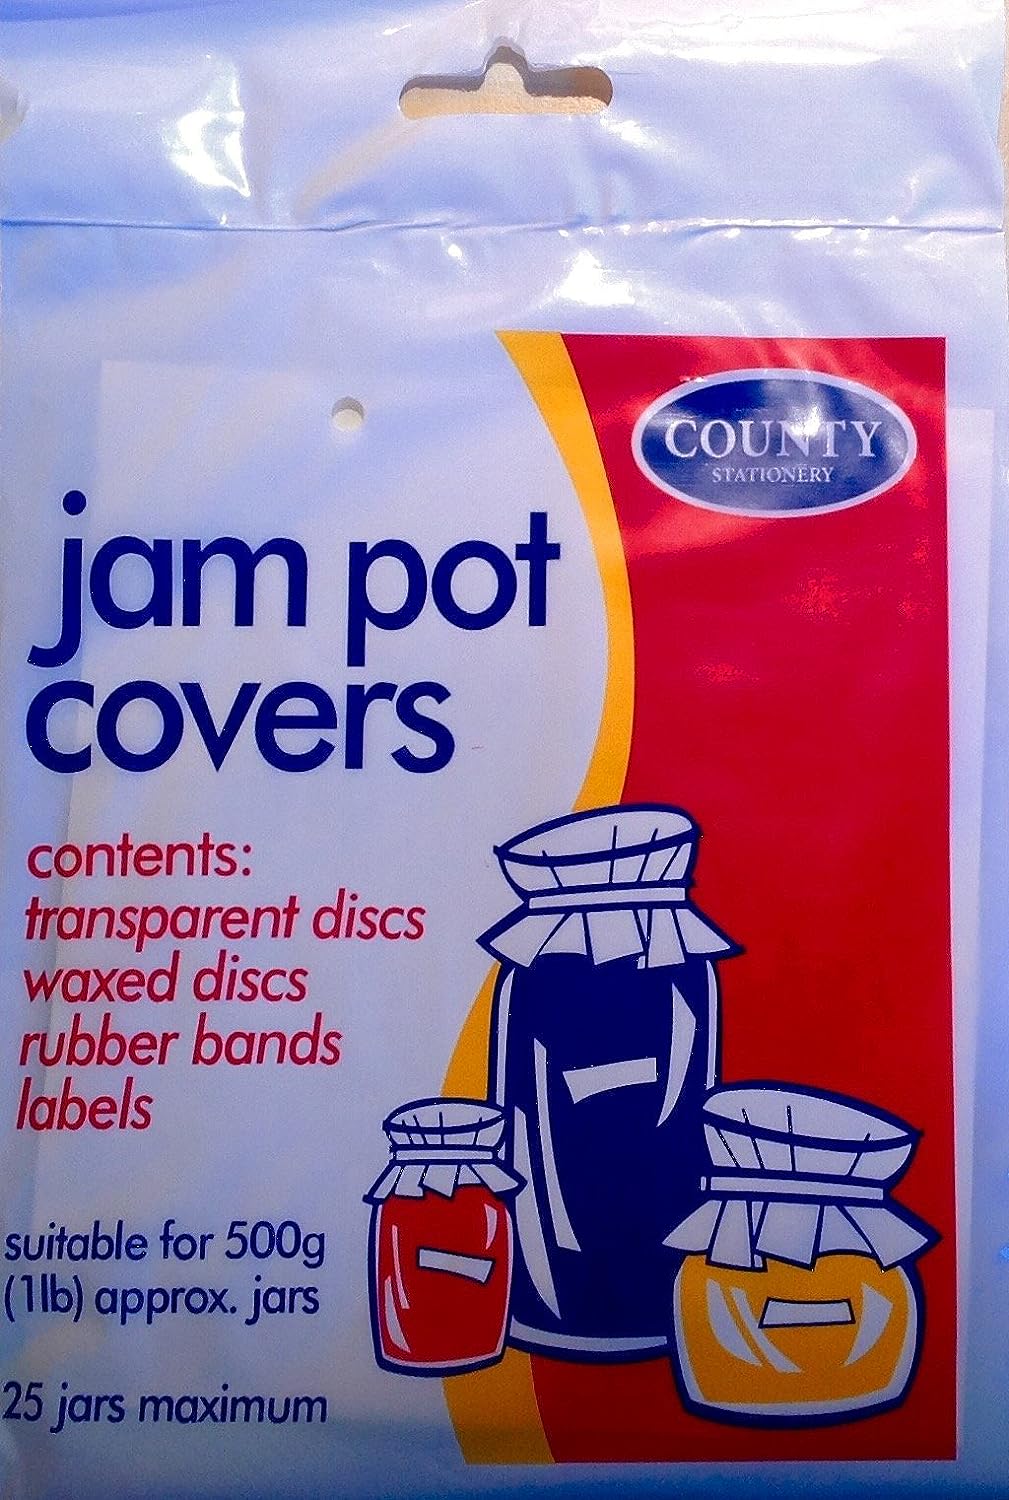 COUNTY
STATIONERY
jam pot
covers
contents:
transparent discs
waxed discs
rubber bands
labels
suitable for 500g
(1lb) approx. jars
25 jars maximum